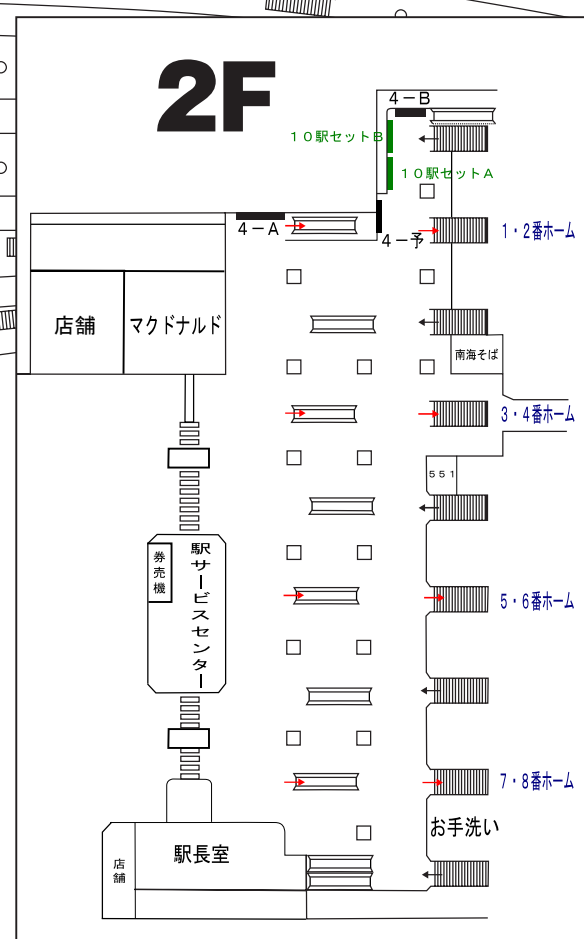 2F
4－B
10駅セットB
10駅セットA
4－A
4－予
1・2番ホーム
店舗
マクドナルド
南海そば
3・4番ホーム
551
券売機
駅サービスセンター
5・6番ホーム
7・8番ホーム
お手洗い
駅長室
店舗